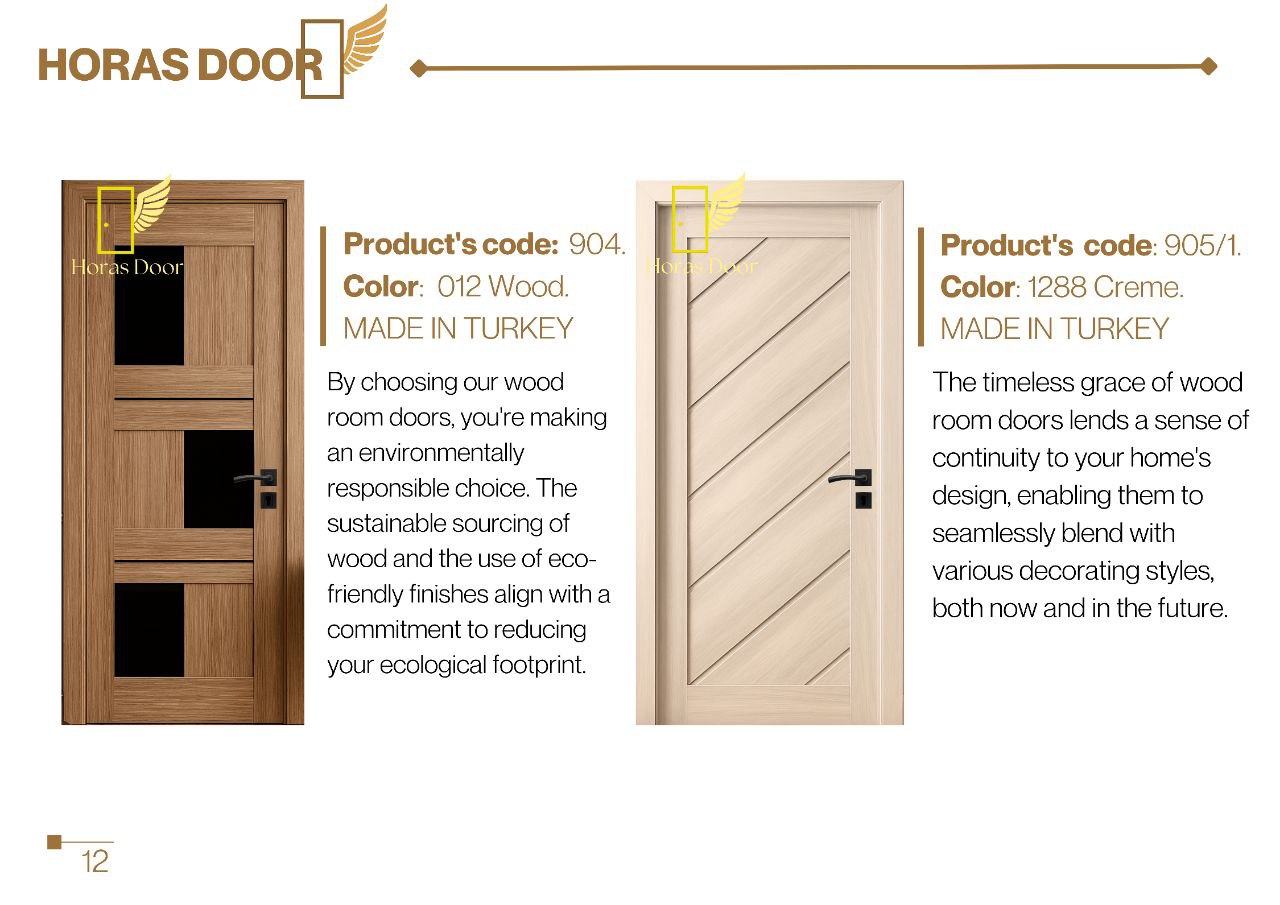 HORAS DOOR
Horas Door
Product's code: 904.
Color: 012 Wood.
MADE IN TURKEY
By choosing our wood
room doors, you're making
an environmentally
responsible choice. The
sustainable sourcing of
wood and the use of eco-
friendly finishes align with a
commitment to reducing
your ecological footprint.
Horas Door
Product's code: 905/1.
Color: 1288 Creme.
MADE IN TURKEY
The timeless grace of wood
room doors lends a sense of
continuity to your home's
design, enabling them to
seamlessly blend with
various decorating styles,
both now and in the future.
12